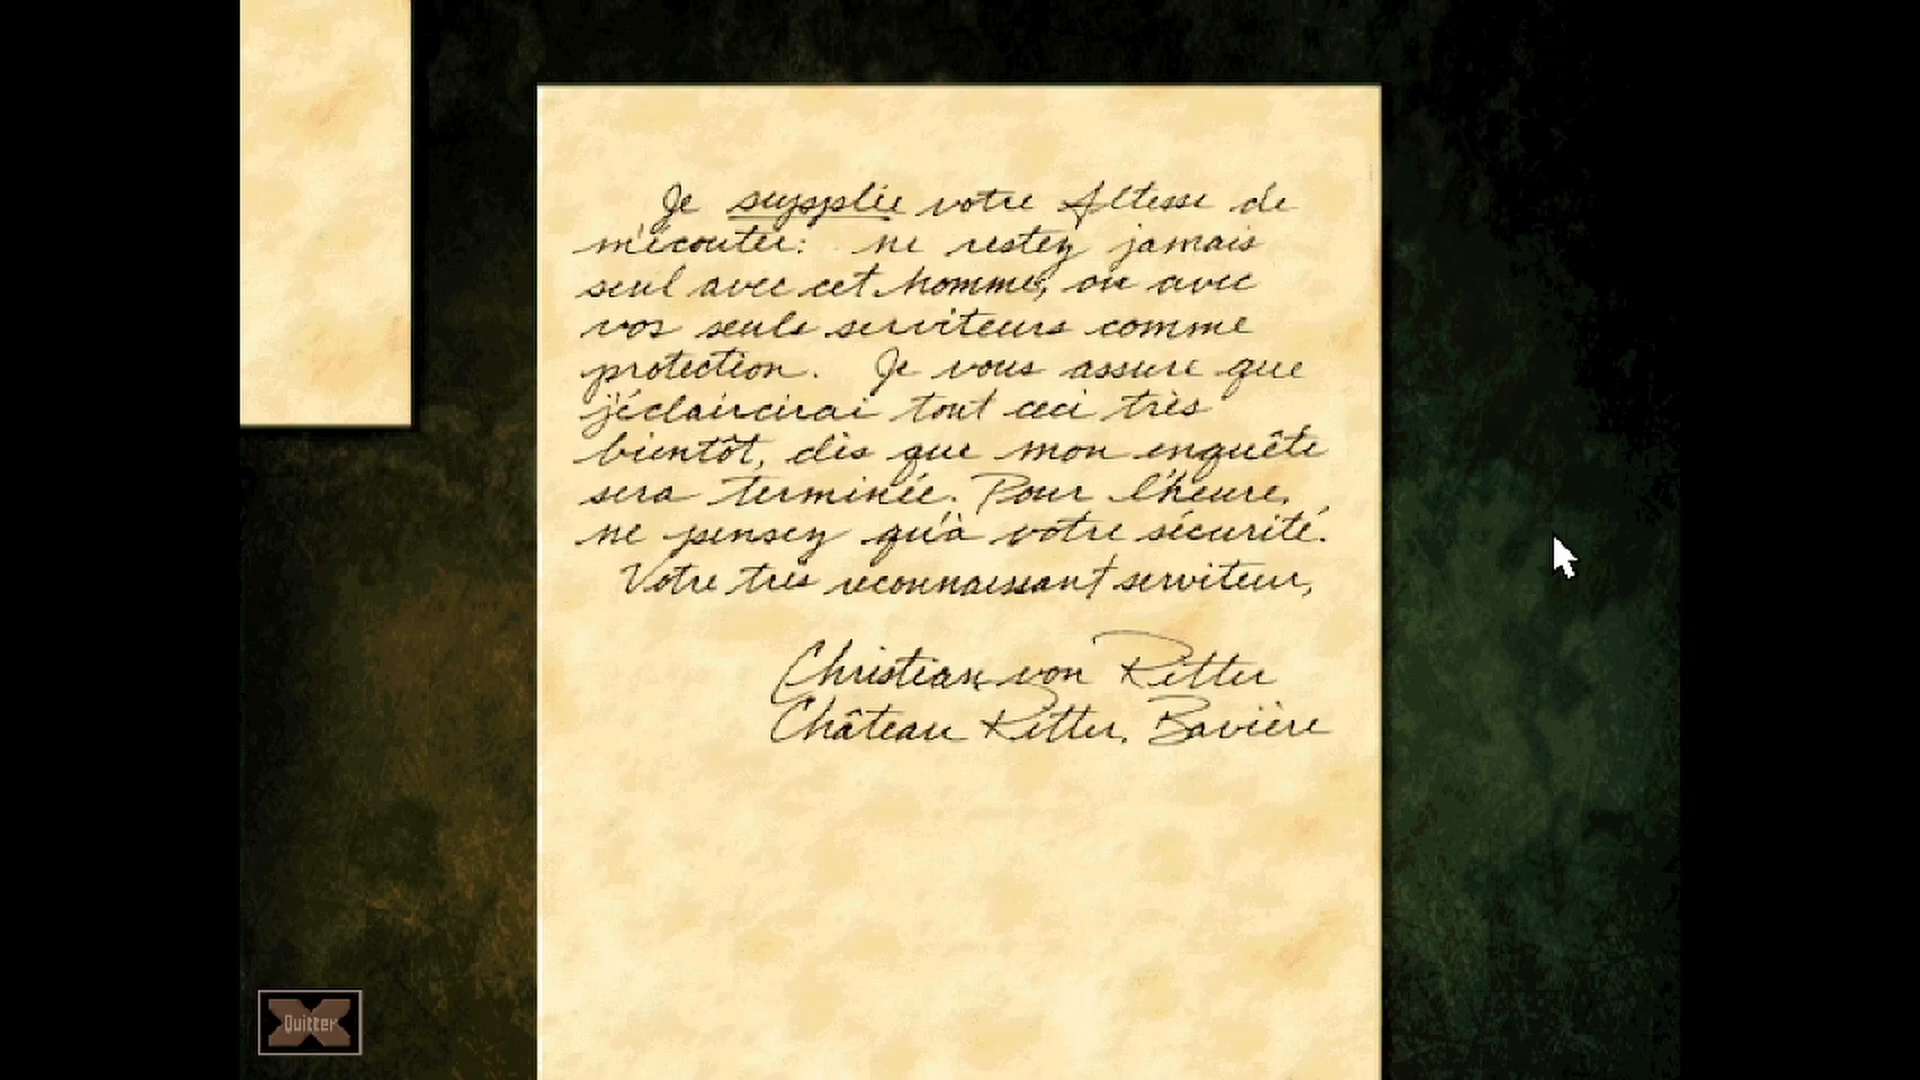 Je supplie votre Altesse de
m'écouter: ne restez jamais
seul avec cet homme, ou avec
vos seuls serviteurs comme
protection. Je vous assure que
j'éclaircirai tout ceci très
bientôt, dès que mon enquête
sera terminée. Pour l'heure,
ne pensez qu'à votre sécurité.
Votre très reconnaissant serviteur,
Christian von Ritter
Château Ritter, Bavière
Quitter